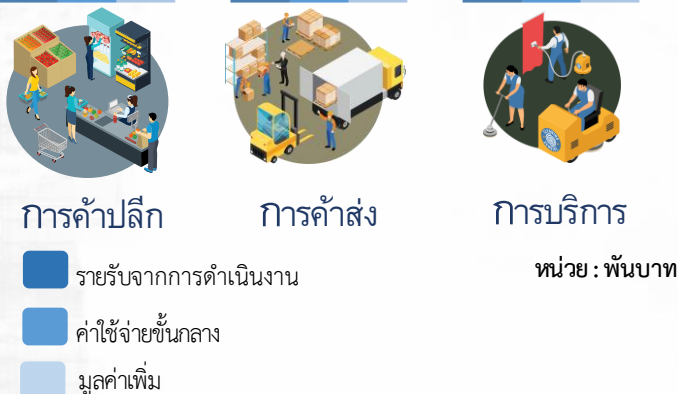 การค้าปลีก
การค้าส่ง
การบริการ
รายรับจากการดำเนินงาน
หน่วย : พันบาท
ค่าใช้จ่ายขั้นกลาง
มูลค่าเพิ่ม